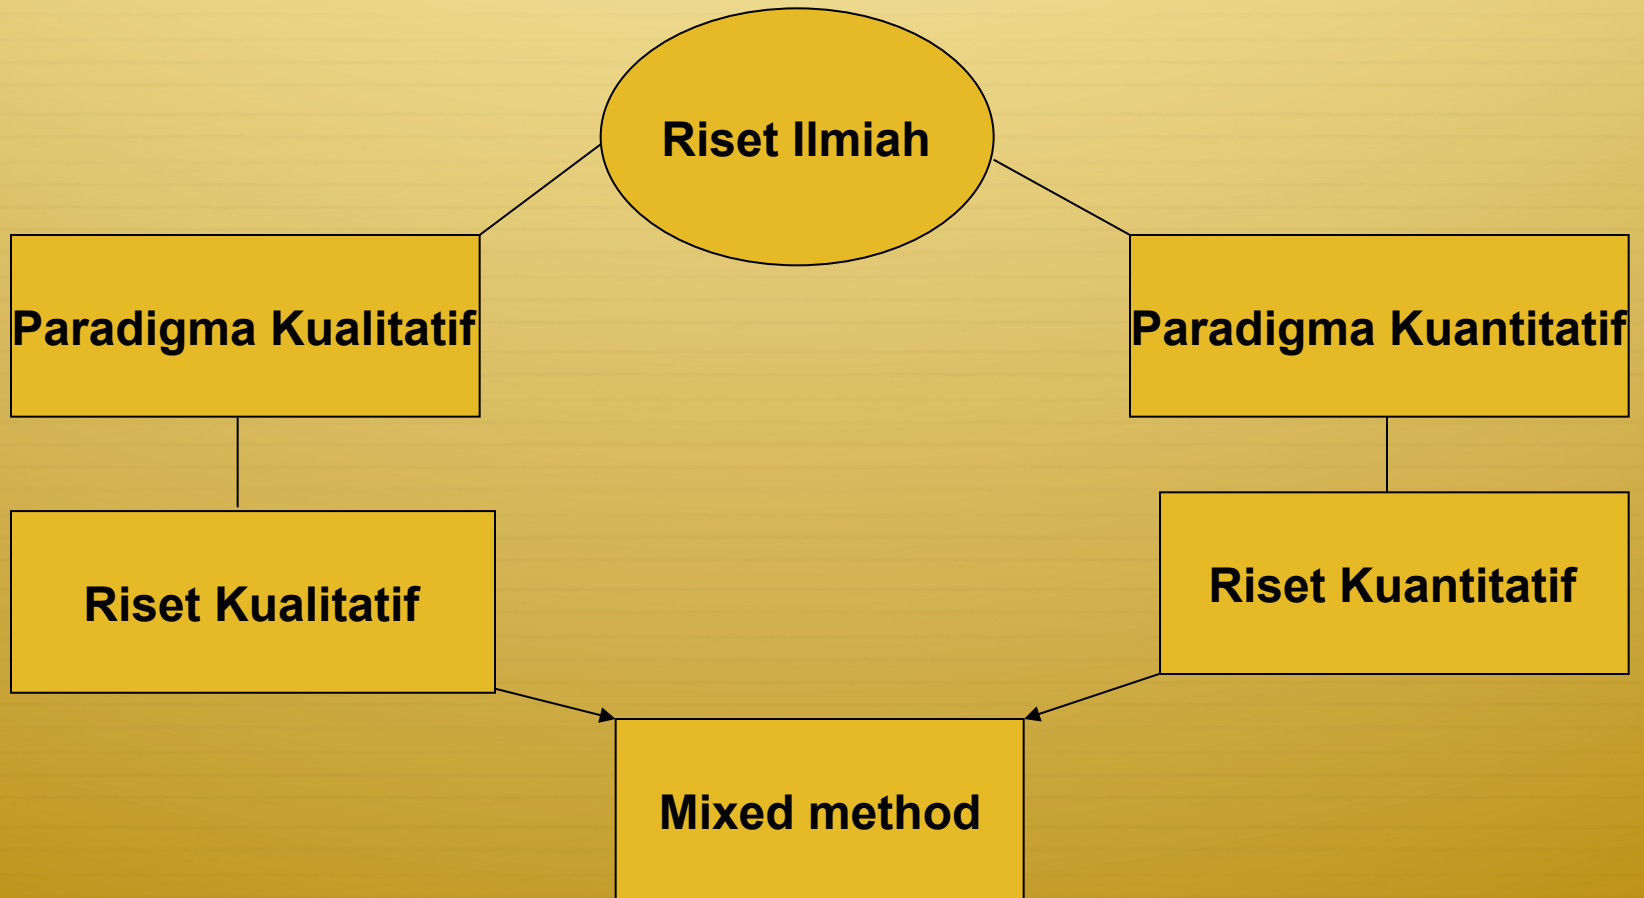 Riset Ilmiah
Paradigma Kualitatif
Paradigma Kuantitatif
Riset Kualitatif
Riset Kuantitatif
Mixed method